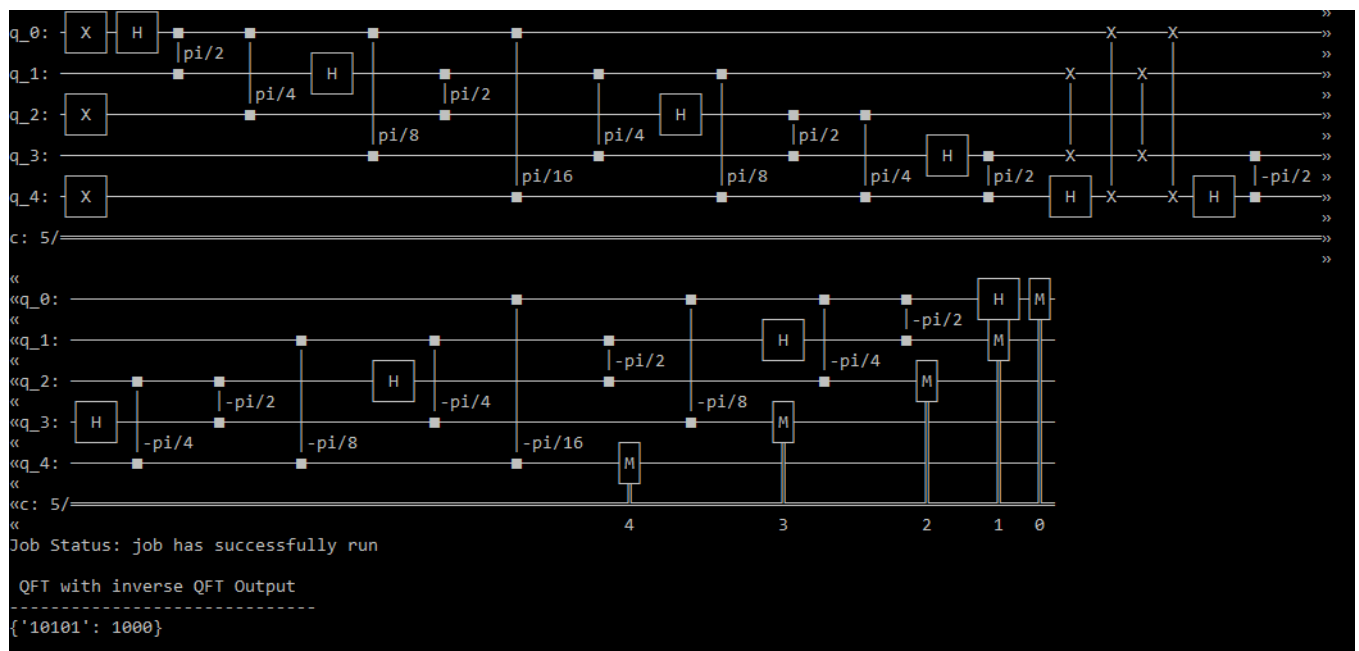 »
q_0: X H X X »
pi/2 »
q_1: H X X »
pi/4 pi/2 »
q_2: X H »
pi/8 pi/4 pi/2 »
q_3: H X X »
pi/16 pi/8 pi/4 pi/2 -pi/2 »
q_4: X H X X H »
»
c: 5/ »
»
«
«q_0: H M
« -pi/2
«q_1: H M
« -pi/2 -pi/4
«q_2: H M
« -pi/2 -pi/4 -pi/8
«q_3: H M
« -pi/4 -pi/8 -pi/16
«q_4: M
«
«c: 5/
« 4 3 2 1 0
Job Status: job has successfully run
QFT with inverse QFT Output
------------------------------
{'10101': 1000}